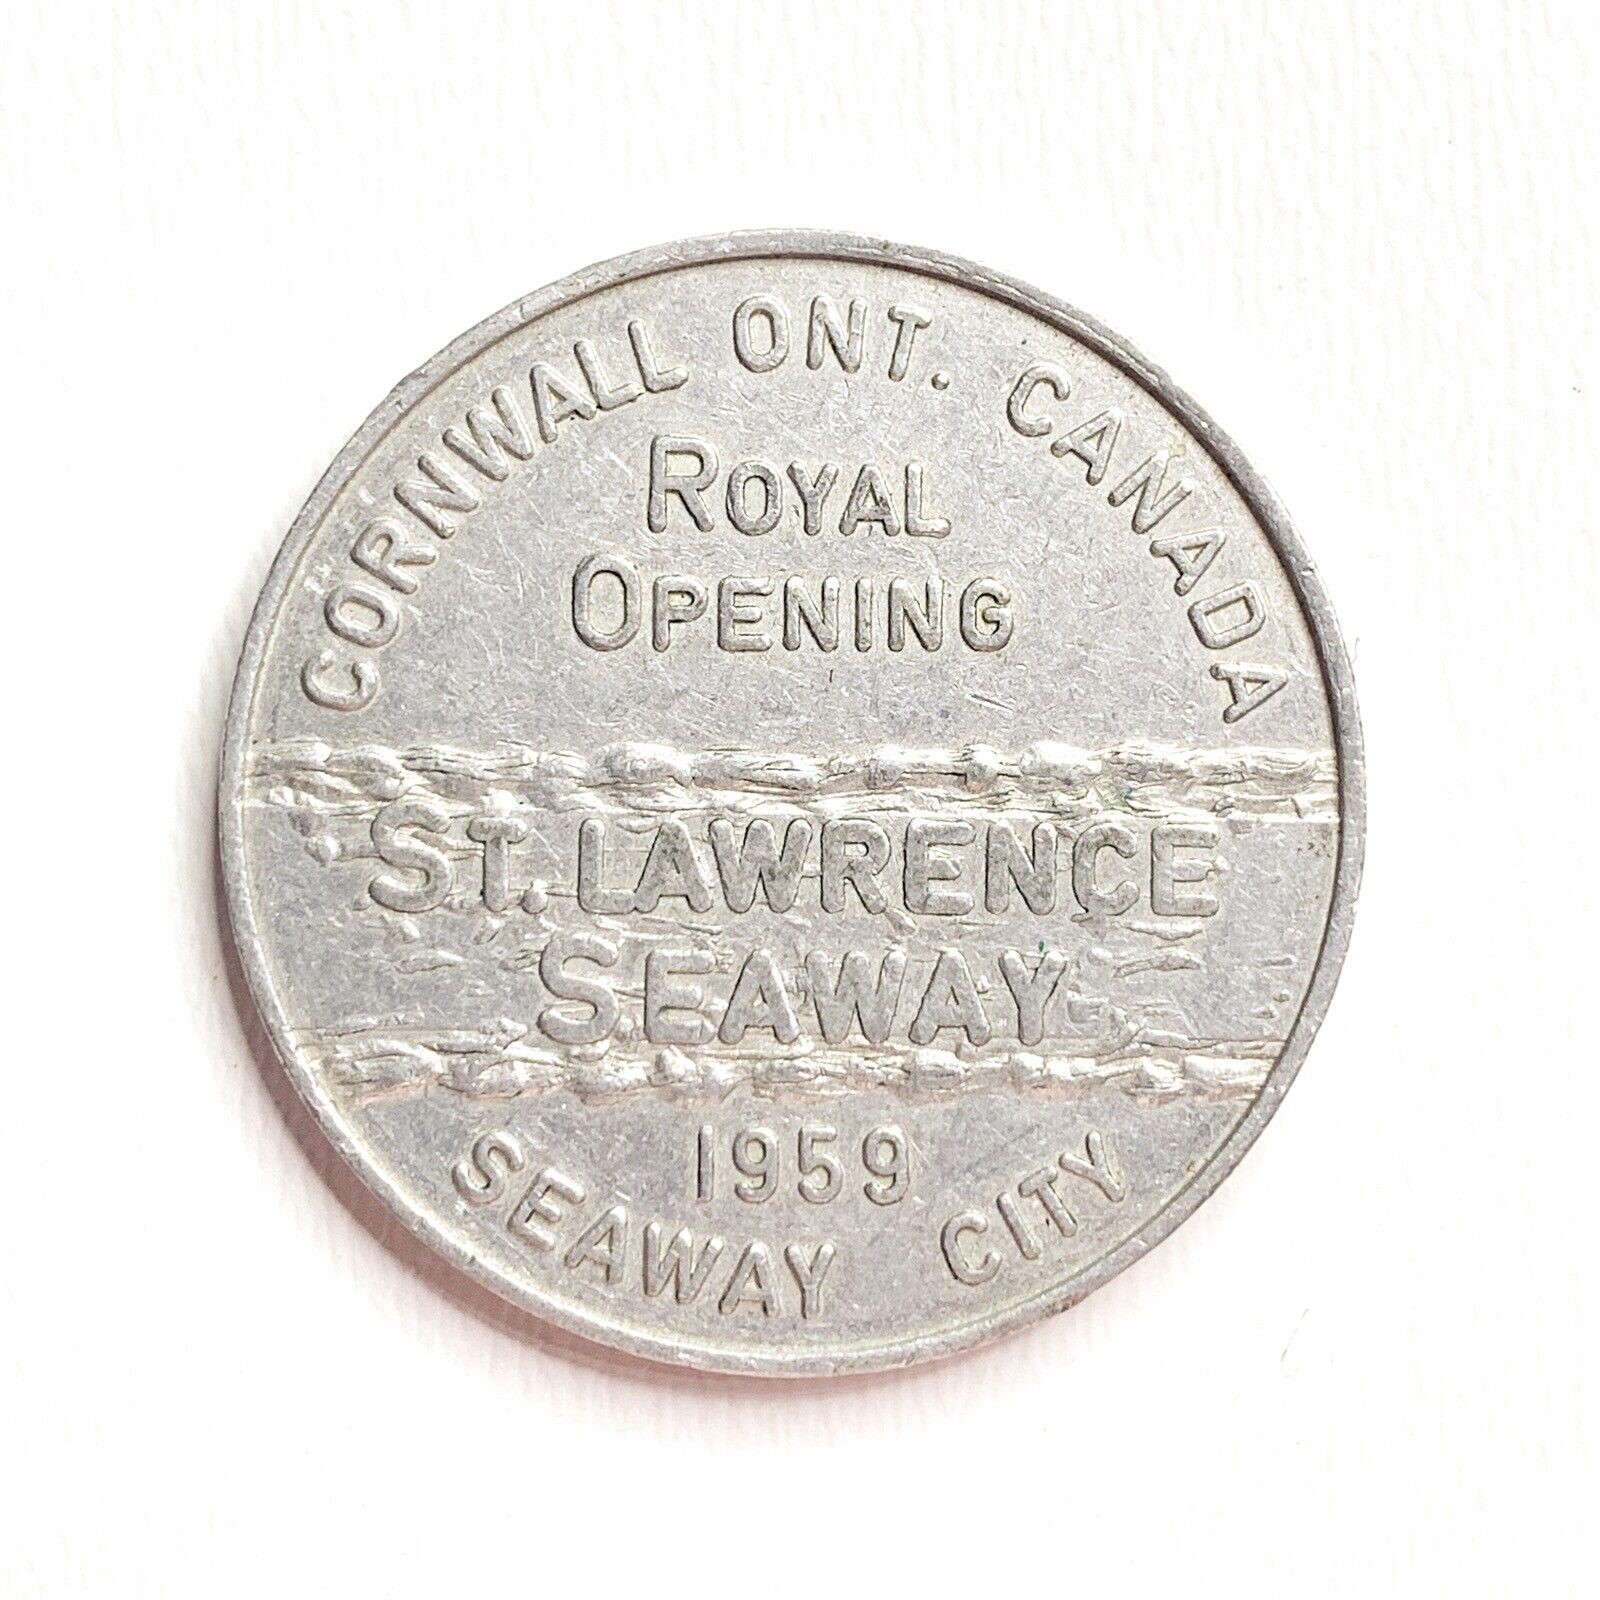 CORNWALL ONT. CANADA
ROYAL
OPENING
ST. LAWRENCE
SEAWAY
1959
SEAWAY CITY